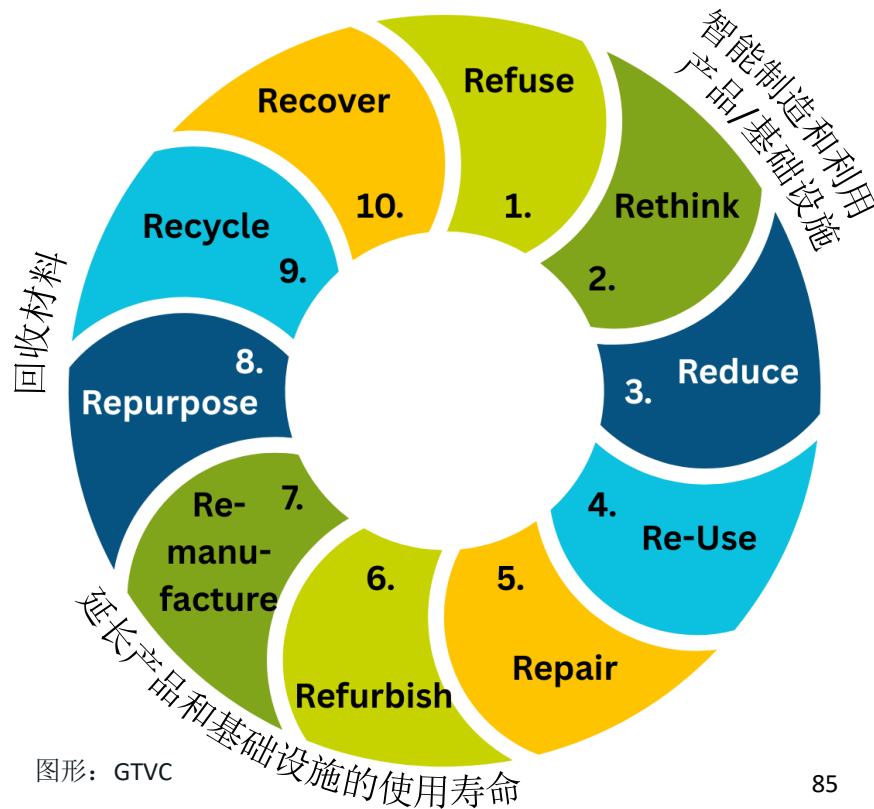 Refuse
1.
Rethink
2.
Reduce
3.
Re-Use
4.
Repair
5.
Refurbish
6.
Re-
manu-
facture
7.
Repurpose
8.
Recycle
9.
Recover
10.
智能制造和利用
产品/基础设施
延长产品和基础设施的使用寿命
回收材料
图形：GTVC
85